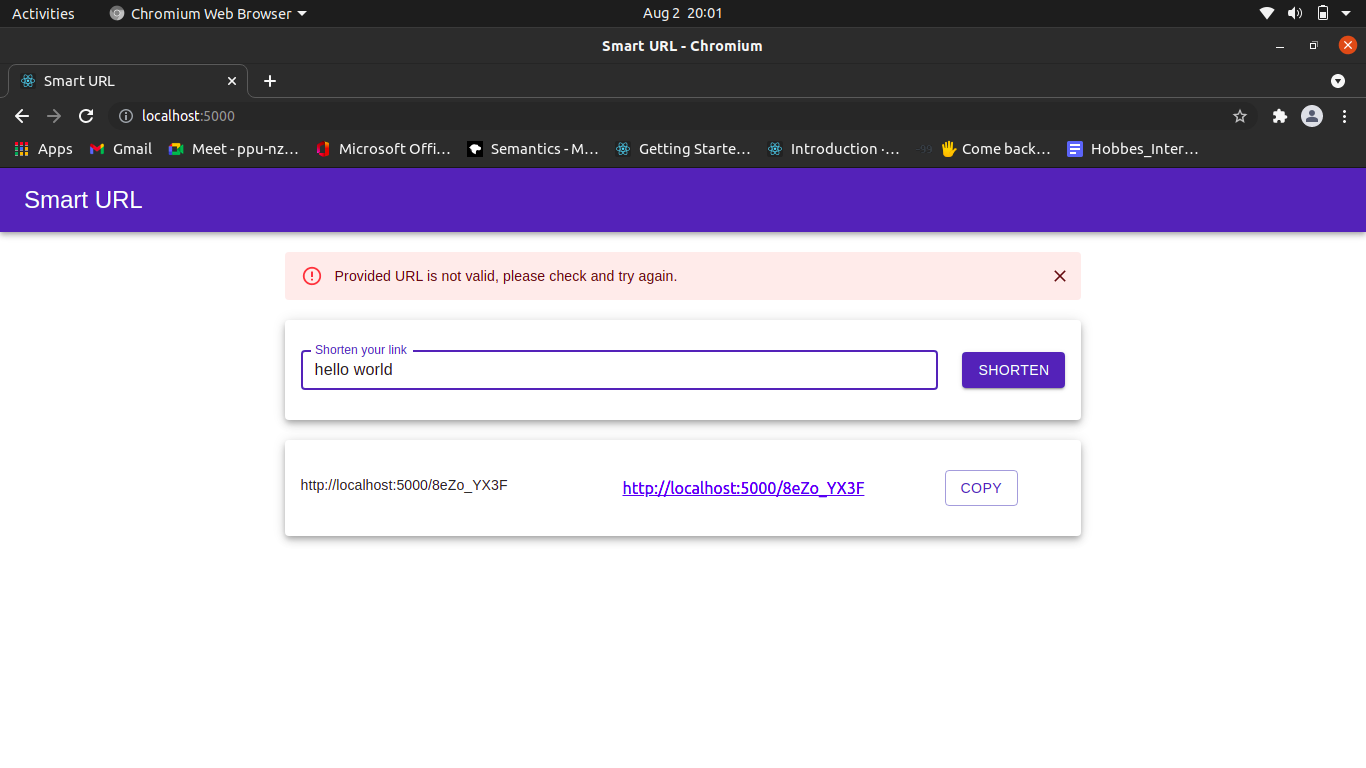 Activities Chromium Web Browser Aug 2 20:01
Smart URL - Chromium
Smart URL
localhost:5000
Apps Gmail Meet - ppu-nz... Microsoft Offi... Semantics - M... Getting Starte... Introduction ·... Come back... Hobbes_Inter...
Smart URL
Provided URL is not valid, please check and try again.
Shorten your link
hello world SHORTEN
http://localhost:5000/8eZo_YX3F http://localhost:5000/8eZo_YX3F COPY